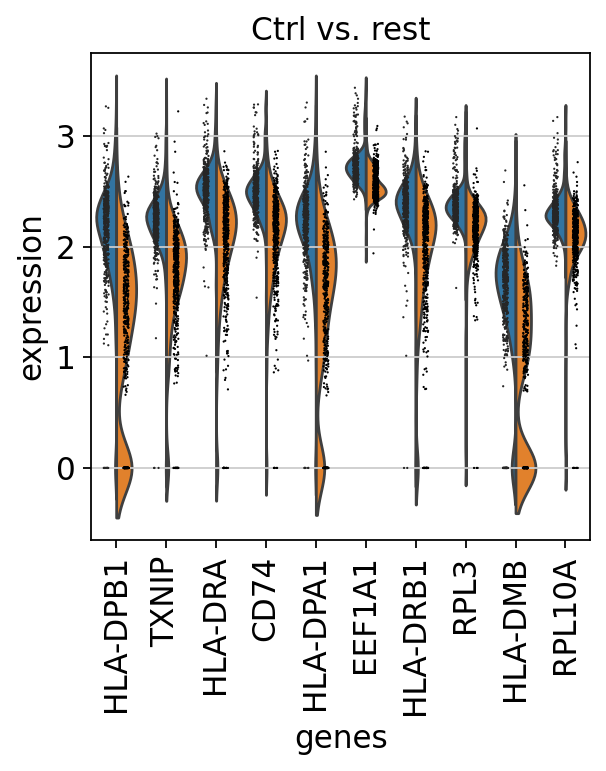 Ctrl vs. rest
expression
3
2
1
0
HLA-DPB1
TXNIP
HLA-DRA
CD74
HLA-DPA1
EEF1A1
HLA-DRB1
RPL3
HLA-DMB
RPL10A
genes